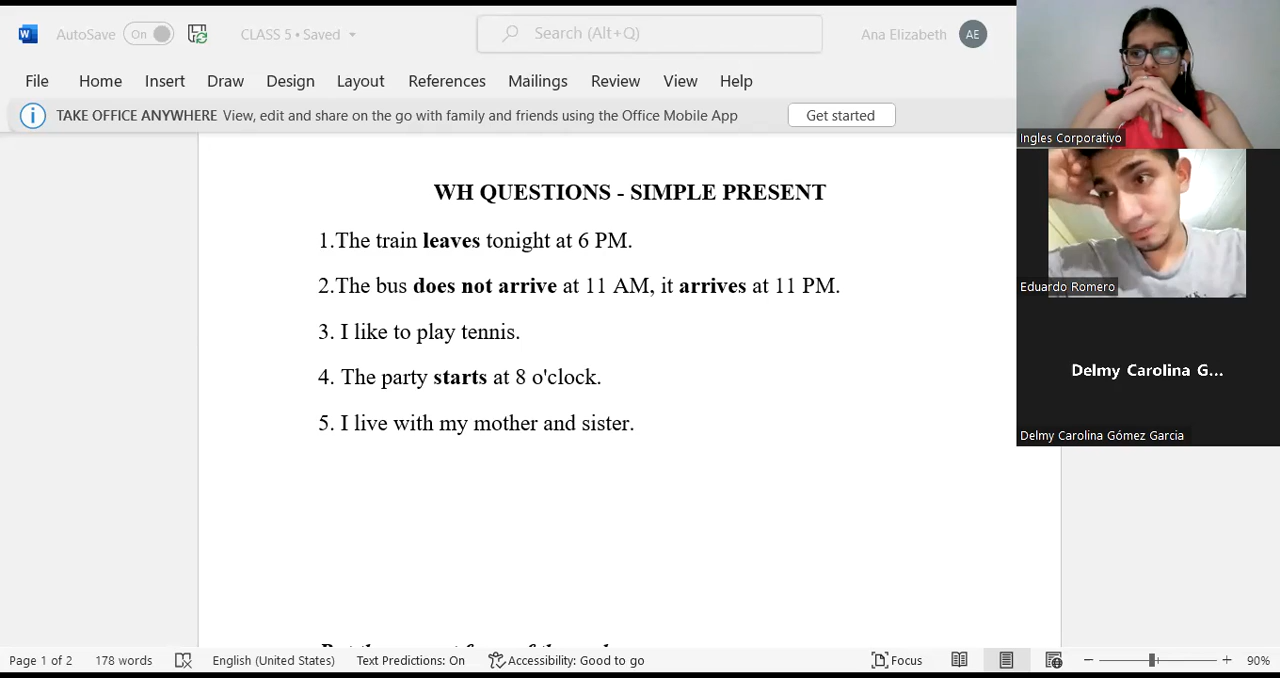 AutoSave On CLASS 5 • Saved Search (Alt+Q) Ana Elizabeth AE
File Home Insert Draw Design Layout References Mailings Review View Help
TAKE OFFICE ANYWHERE View, edit and share on the go with family and friends using the Office Mobile App Get started
WH QUESTIONS - SIMPLE PRESENT
1.The train leaves tonight at 6 PM.
2.The bus does not arrive at 11 AM, it arrives at 11 PM.
3. I like to play tennis.
4. The party starts at 8 o'clock.
5. I live with my mother and sister.
Ingles Corporativo
Eduardo Romero
Delmy Carolina G...
Delmy Carolina Gómez Garcia
Page 1 of 2 178 words English (United States) Text Predictions: On Accessibility: Good to go Focus 90%